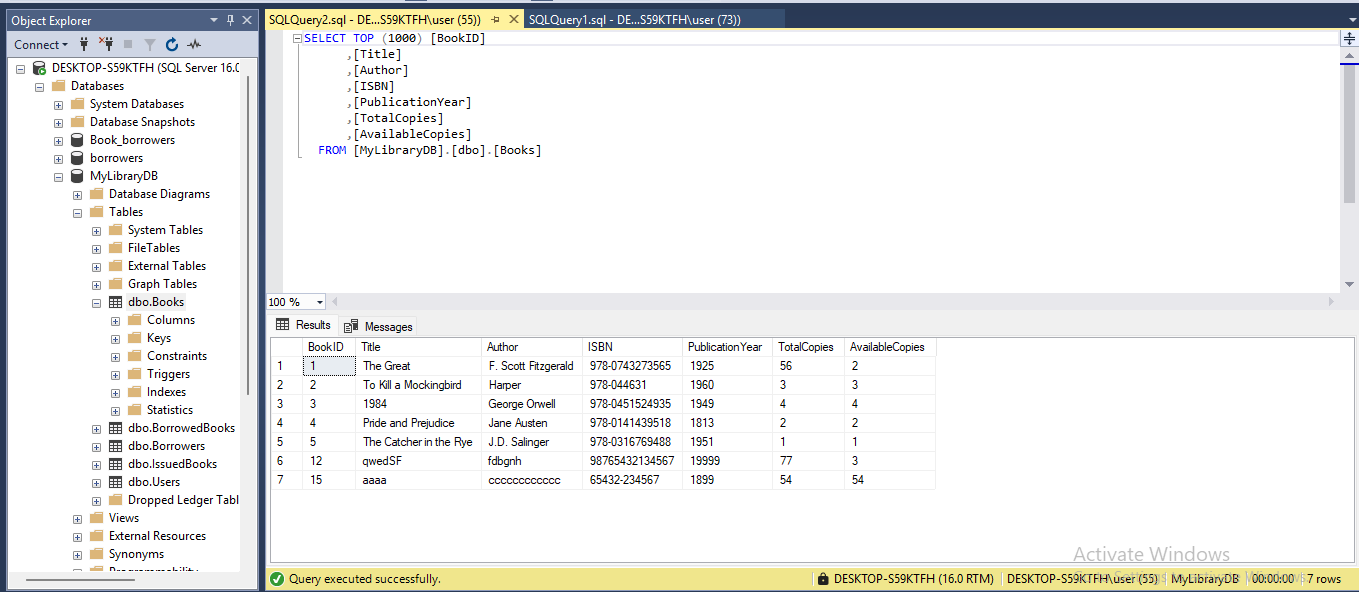 Object Explorer
Connect
DESKTOP-S59KTFH (SQL Server 16.0
Databases
System Databases
Database Snapshots
Book_borrowers
borrowers
MyLibraryDB
Database Diagrams
Tables
System Tables
FileTables
External Tables
Graph Tables
dbo.Books
Columns
Keys
Constraints
Triggers
Indexes
Statistics
dbo.BorrowedBooks
dbo.Borrowers
dbo.IssuedBooks
dbo.Users
Dropped Ledger Tabl
Views
External Resources
Synonyms
Programmability
SQLQuery2.sql - DE...S59KTFH\user (55)) SQLQuery1.sql - DE...S59KTFH\user (73))
SELECT TOP (1000) [BookID]
,[Title]
,[Author]
,[ISBN]
,[PublicationYear]
,[TotalCopies]
,[AvailableCopies]
FROM [MyLibraryDB].[dbo].[Books]
100 %
Results Messages
BookID Title Author ISBN PublicationYear TotalCopies AvailableCopies
1 1 The Great F. Scott Fitzgerald 978-0743273565 1925 56 2
2 2 To Kill a Mockingbird Harper 978-044631 1960 3 3
3 3 1984 George Orwell 978-0451524935 1949 4 4
4 4 Pride and Prejudice Jane Austen 978-0141439518 1813 2 2
5 5 The Catcher in the Rye J.D. Salinger 978-0316769488 1951 1 1
6 12 qwedSF fdbgnh 98765432134567 19999 77 3
7 15 aaaa cccccccccccc 65432-234567 1899 54 54
Activate Windows
Query executed successfully. DESKTOP-S59KTFH (16.0 RTM) DESKTOP-S59KTFH\user (55) MyLibraryDB 00:00:00 7 rows